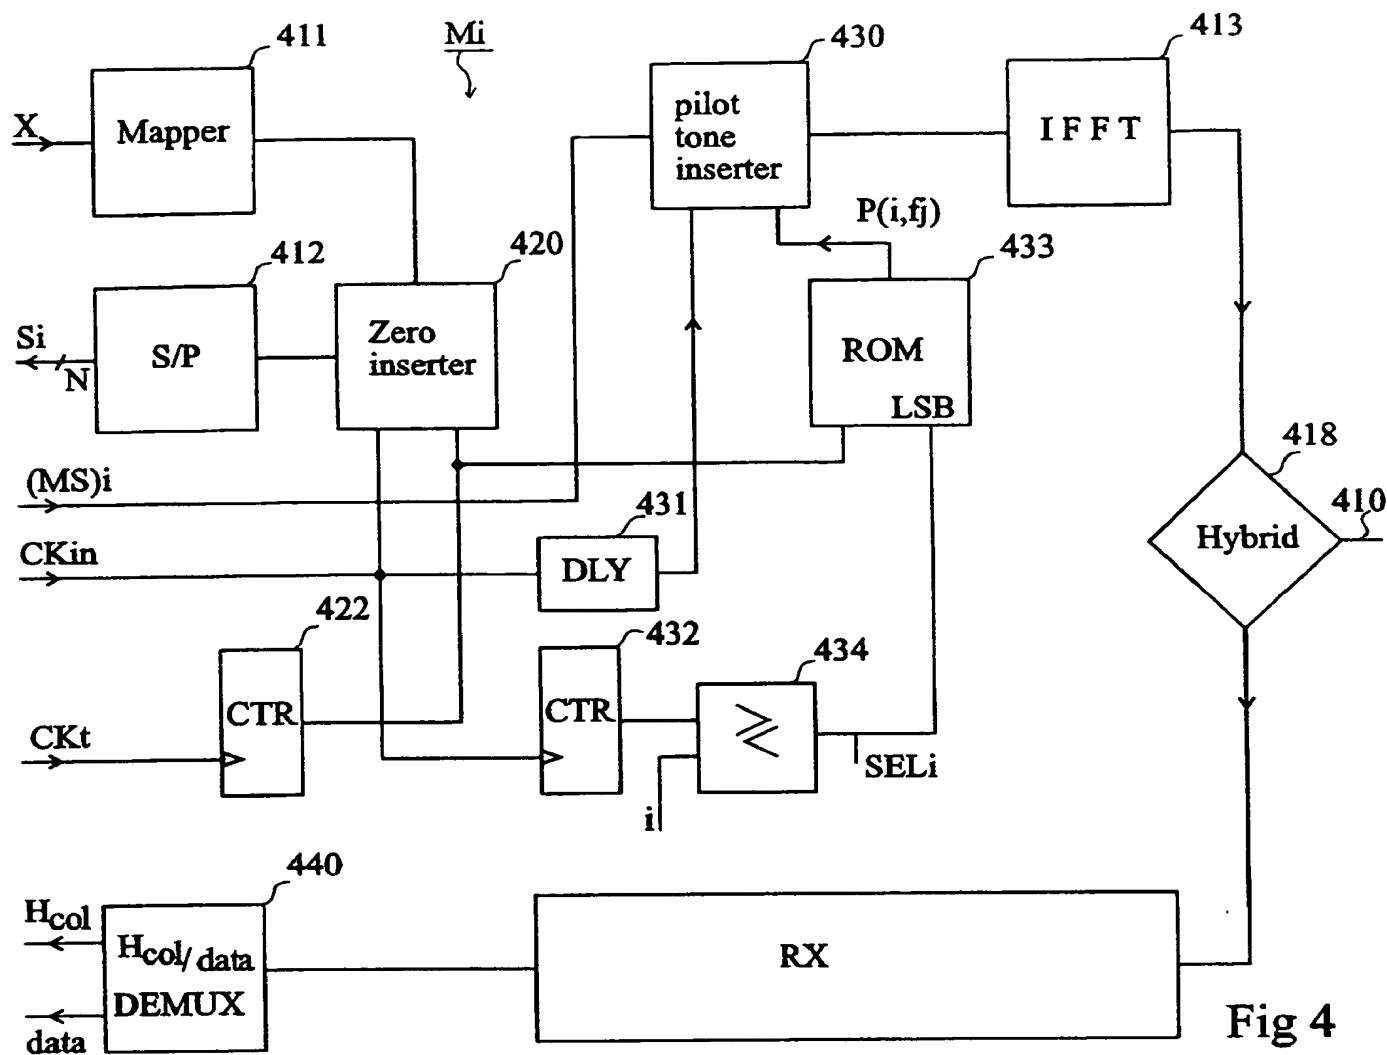 411
Mi
430
413
X
Mapper
pilot
tone
inserter
I F F T
P(i,fj)
412
420
433
Si
N
S/P
Zero
inserter
ROM
LSB
(MS)i
431
418
410
CKin
DLY
Hybrid
422
432
434
CTR
CTR
≥
<
CKt
SELi
i
440
Hcol
Hcol/data
DEMUX
data
RX
Fig 4